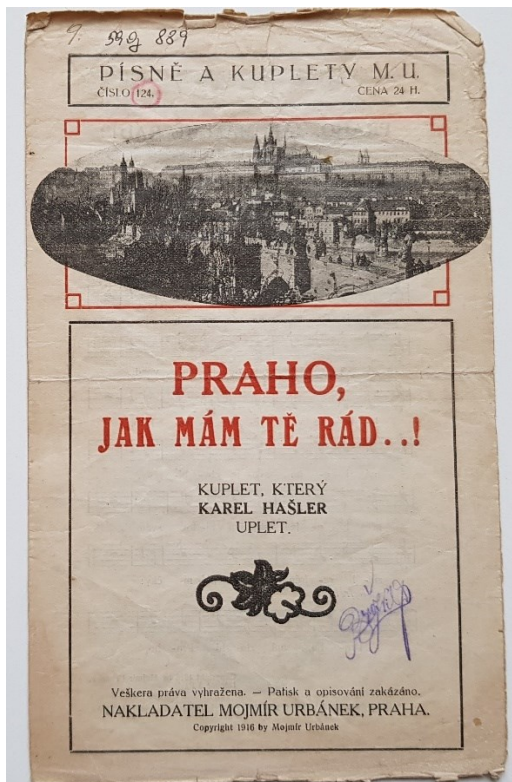 889
PÍSNĚ A KUPLETY M. U.
ČÍSLO 124.
CENA 24 H.
PRAHO,
JAK MÁM TĚ RÁD..!
KUPLET, KTERÝ
KAREL HAŠLER
UPLET.
Veškera práva vyhražena. — Patisk a opisování zakázáno.
NAKLADATEL MOJMÍR URBÁNEK, PRAHA.
Copyright 1916 by Mojmír Urbánek